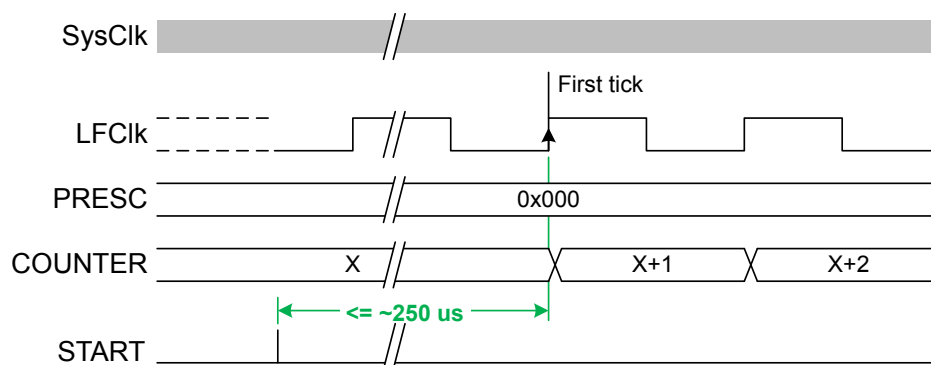 SysClk
First tick
LFClk
PRESC
0x000
COUNTER
X
X+1
X+2
<= ~250 us
START